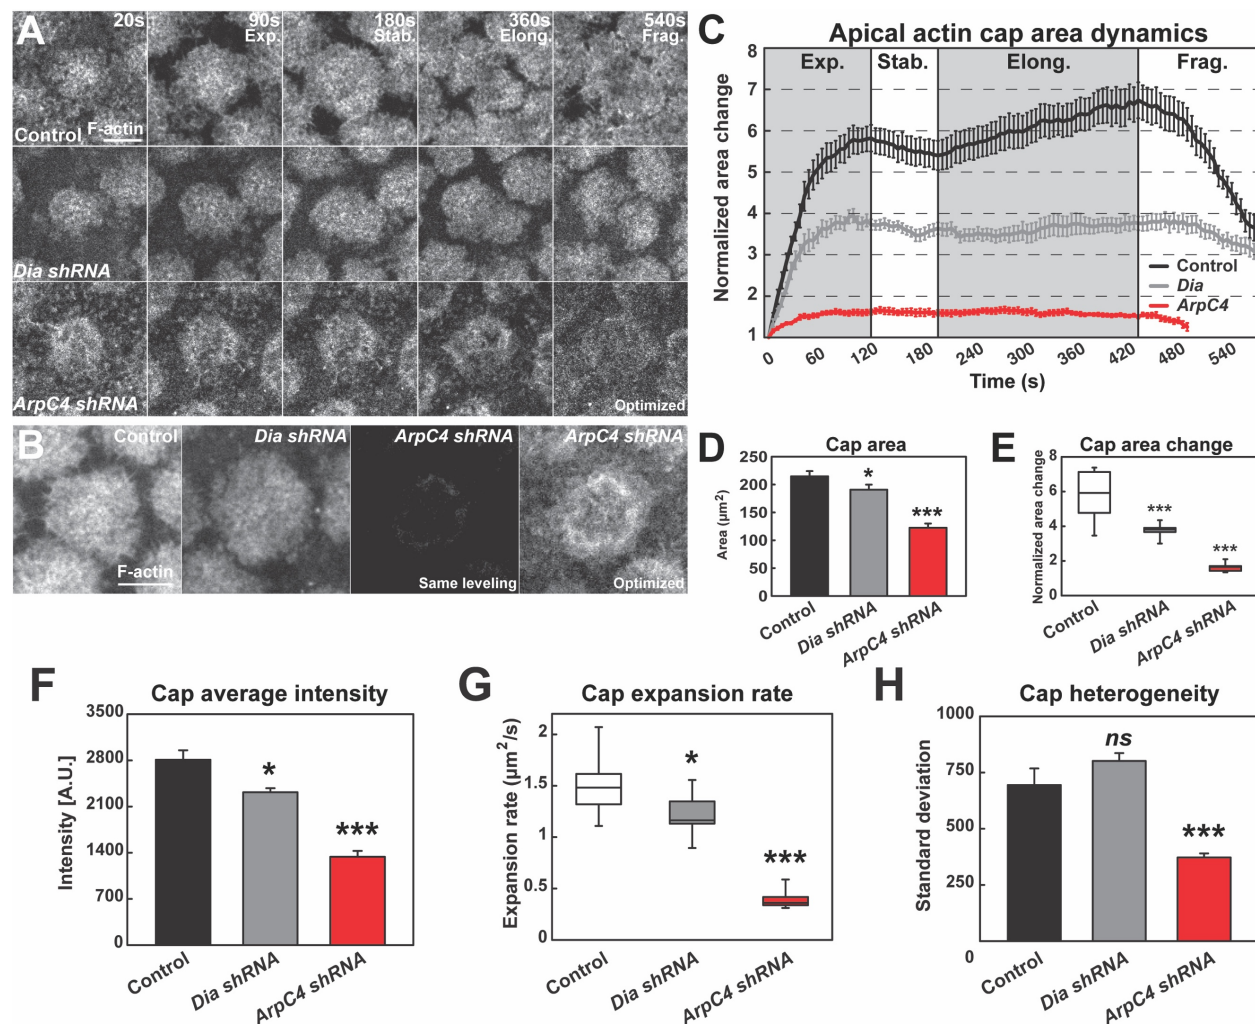 A
20s
90s
Exp.
180s
Stab.
360s
Elong.
540s
Frag.
Control
F-actin
Dia shRNA
ArpC4 shRNA
Optimized
B
Control
Dia shRNA
ArpC4 shRNA
ArpC4 shRNA
F-actin
Same leveling
Optimized
C
Apical actin cap area dynamics
Exp.
Stab.
Elong.
Frag.
Normalized area change
8
7
6
5
4
3
2
1
Control
Dia
ArpC4
0
60
120
180
240
300
360
420
480
540
Time (s)
D
Cap area
Area (µm²)
250
200
150
100
50
0
*
***
Control
Dia shRNA
ArpC4 shRNA
E
Cap area change
Normalized area change
8
6
4
2
0
***
***
Control
Dia shRNA
ArpC4 shRNA
F
Cap average intensity
Intensity [A.U.]
3500
2800
2100
1400
700
0
*
***
Control
Dia shRNA
ArpC4 shRNA
G
Cap expansion rate
Expansion rate (µm²/s)
2
1.5
1
0.5
0
*
***
Control
Dia shRNA
ArpC4 shRNA
H
Cap heterogeneity
Standard deviation
1000
750
500
250
0
ns
***
Control
Dia shRNA
ArpC4 shRNA